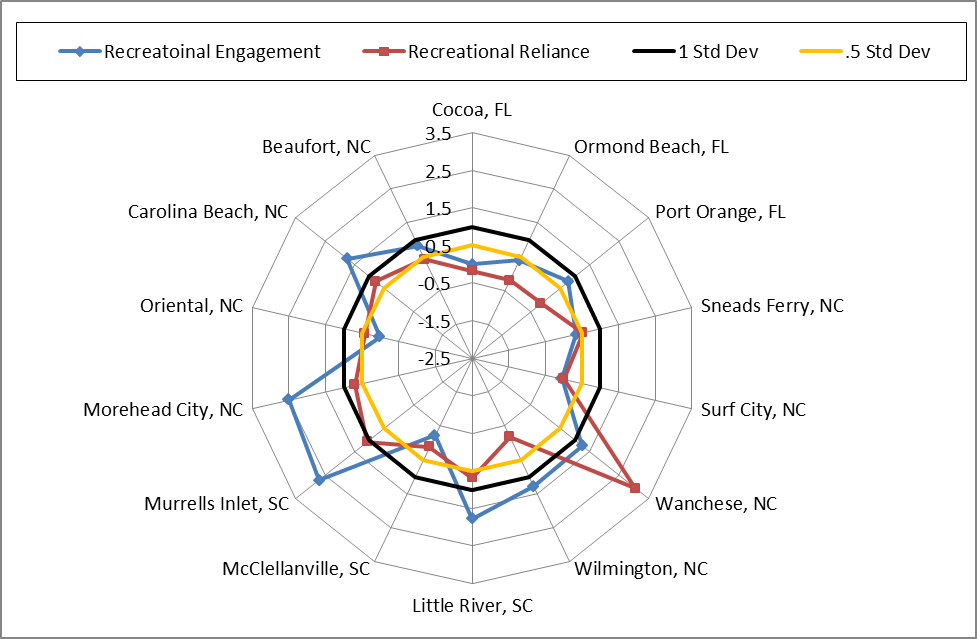 Recreatoinal Engagement Recreational Reliance 1 Std Dev .5 Std Dev
Cocoa, FL
3.5
Beaufort, NC
Ormond Beach, FL
2.5
Carolina Beach, NC
1.5
Port Orange, FL
0.5
-0.5
Oriental, NC
Sneads Ferry, NC
-1.5
-2.5
Morehead City, NC
Surf City, NC
Murrells Inlet, SC
Wanchese, NC
McClellanville, SC
Wilmington, NC
Little River, SC